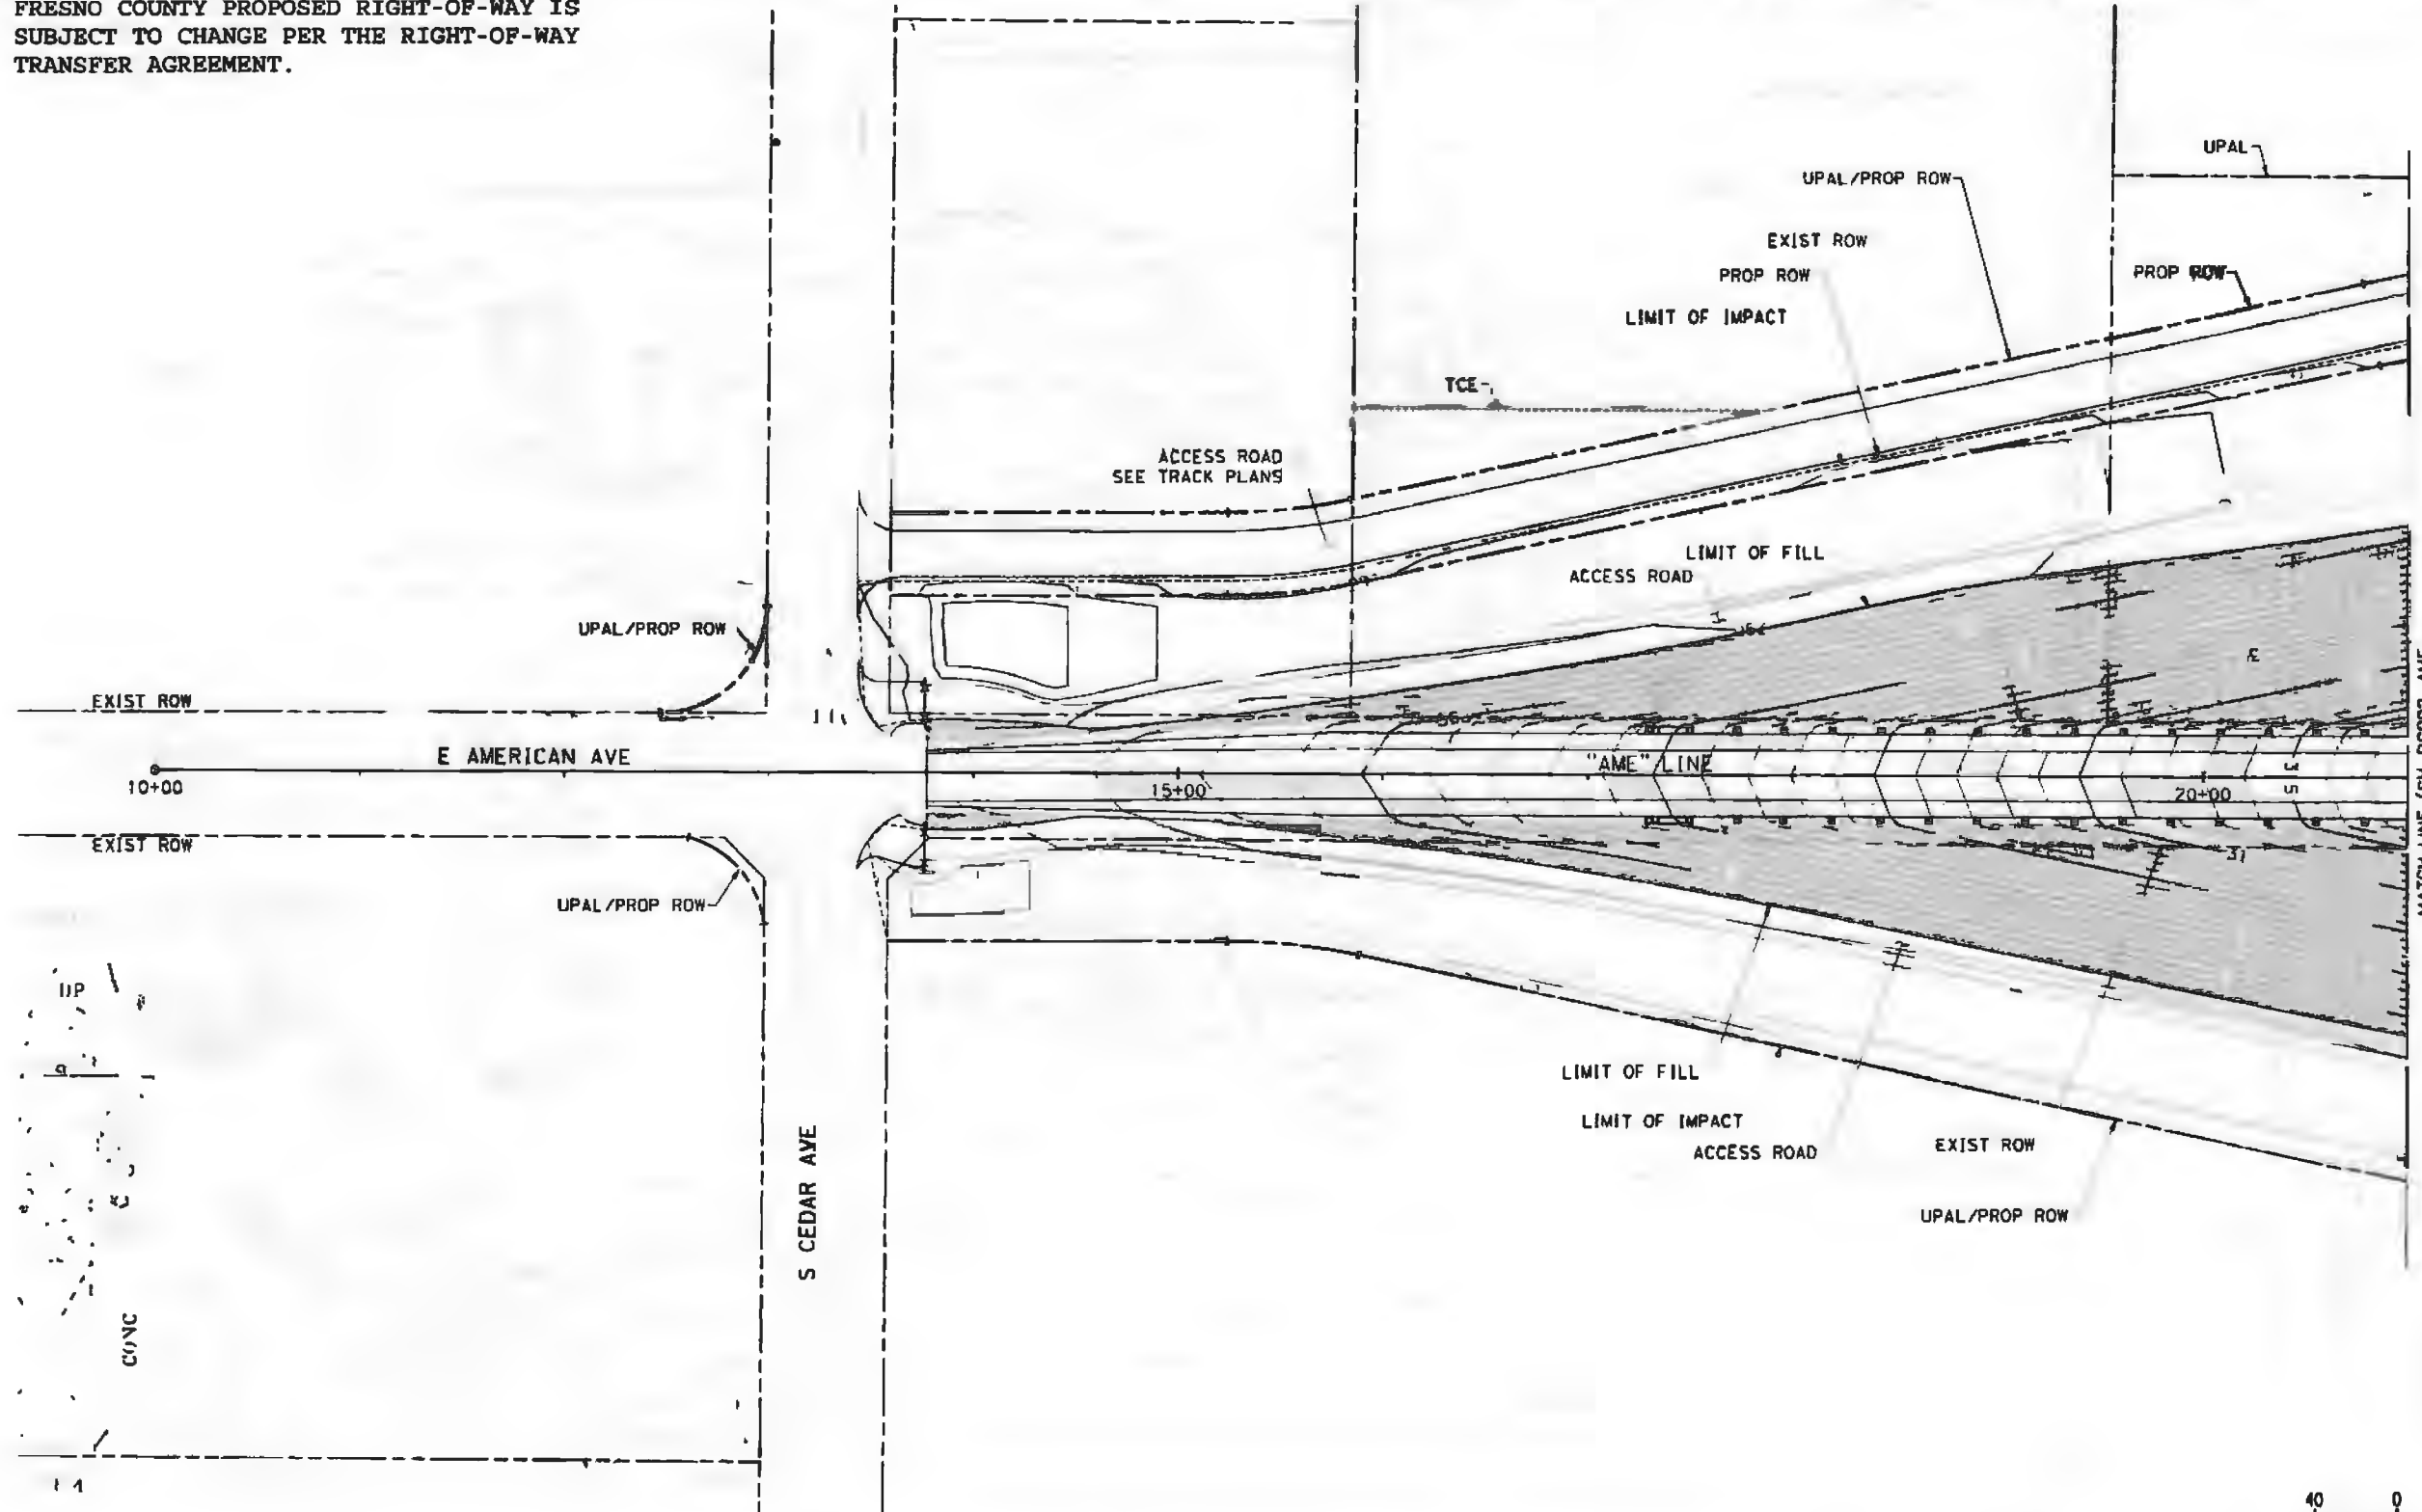 FRESNO COUNTY PROPOSED RIGHT-OF-WAY IS
SUBJECT TO CHANGE PER THE RIGHT-OF-WAY
TRANSFER AGREEMENT.
UPAL
UPAL/PROP ROW
EXIST ROW
PROP ROW
PROP ROW
LIMIT OF IMPACT
TCE
ACCESS ROAD
SEE TRACK PLANS
LIMIT OF FILL
ACCESS ROAD
UPAL/PROP ROW
EXIST ROW
E AMERICAN AVE
"AME" LINE
10+00
15+00
20+00
EXIST ROW
UPAL/PROP ROW
LIMIT OF FILL
LIMIT OF IMPACT
ACCESS ROAD
EXIST ROW
UPAL/PROP ROW
S CEDAR AVE
CONC
40 0